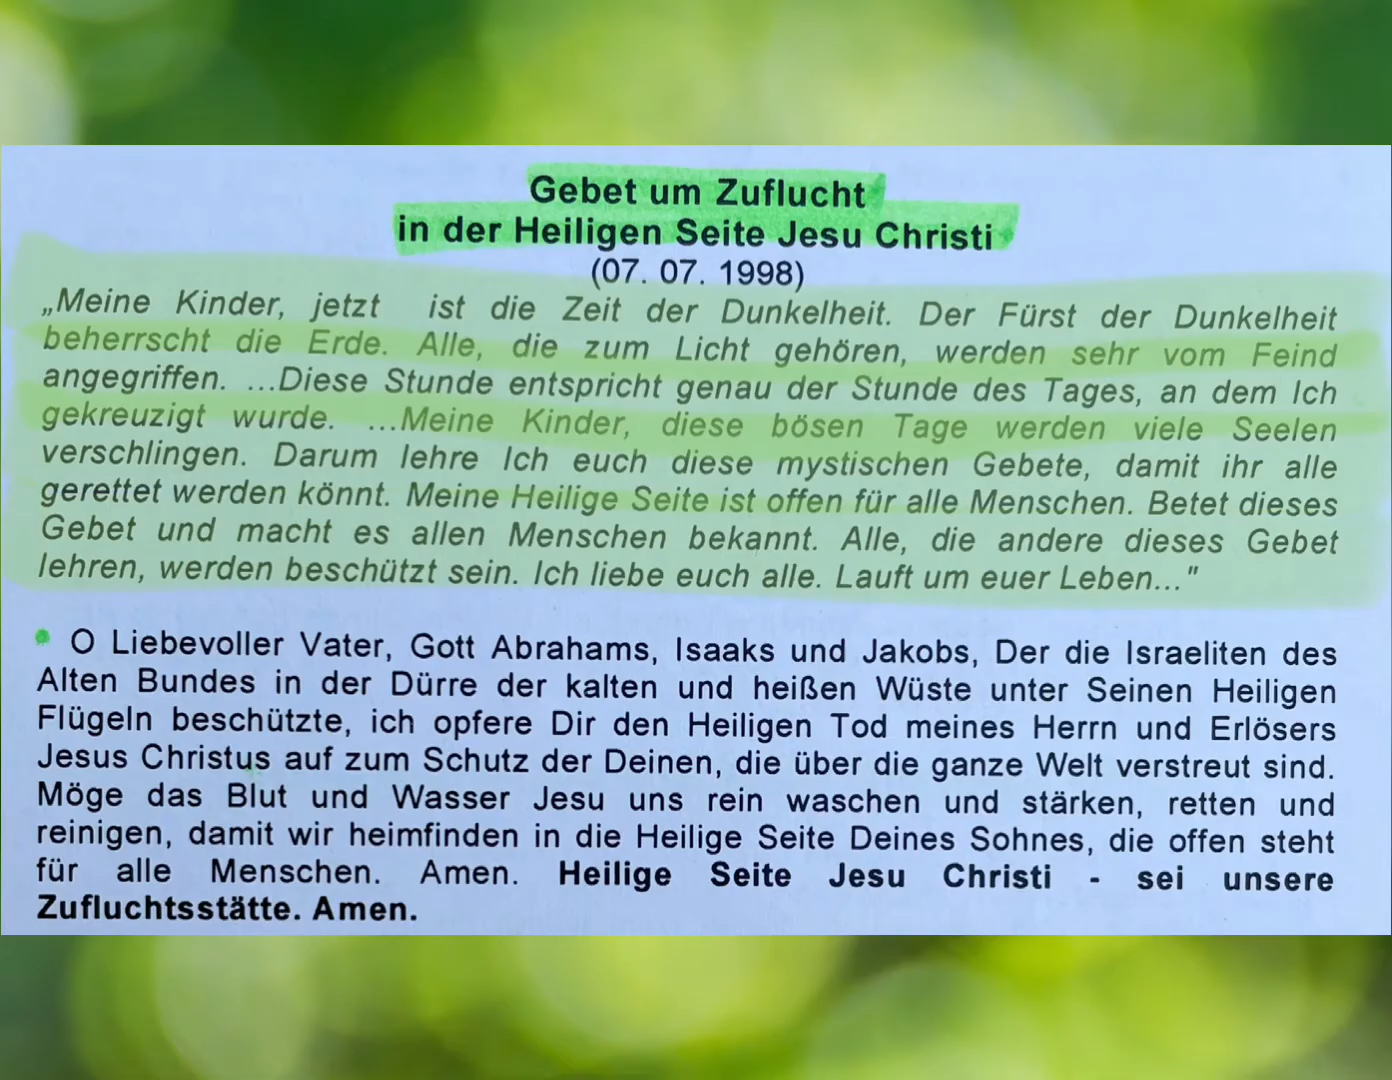 Gebet um Zuflucht
in der Heiligen Seite Jesu Christi
(07. 07. 1998)
„Meine Kinder, jetzt ist die Zeit der Dunkelheit. Der Fürst der Dunkelheit
beherrscht die Erde. Alle, die zum Licht gehören, werden sehr vom Feind
angegriffen. ...Diese Stunde entspricht genau der Stunde des Tages, an dem Ich
gekreuzigt wurde. ...Meine Kinder, diese bösen Tage werden viele Seelen
verschlingen. Darum lehre Ich euch diese mystischen Gebete, damit ihr alle
gerettet werden könnt. Meine Heilige Seite ist offen für alle Menschen. Betet dieses
Gebet und macht es allen Menschen bekannt. Alle, die andere dieses Gebet
lehren, werden beschützt sein. Ich liebe euch alle. Lauft um euer Leben..."
O Liebevoller Vater, Gott Abrahams, Isaaks und Jakobs, Der die Israeliten des
Alten Bundes in der Dürre der kalten und heißen Wüste unter Seinen Heiligen
Flügeln beschützte, ich opfere Dir den Heiligen Tod meines Herrn und Erlösers
Jesus Christus auf zum Schutz der Deinen, die über die ganze Welt verstreut sind.
Möge das Blut und Wasser Jesu uns rein waschen und stärken, retten und
reinigen, damit wir heimfinden in die Heilige Seite Deines Sohnes, die offen steht
für alle Menschen. Amen. Heilige Seite Jesu Christi - sei unsere
Zufluchtsstätte. Amen.